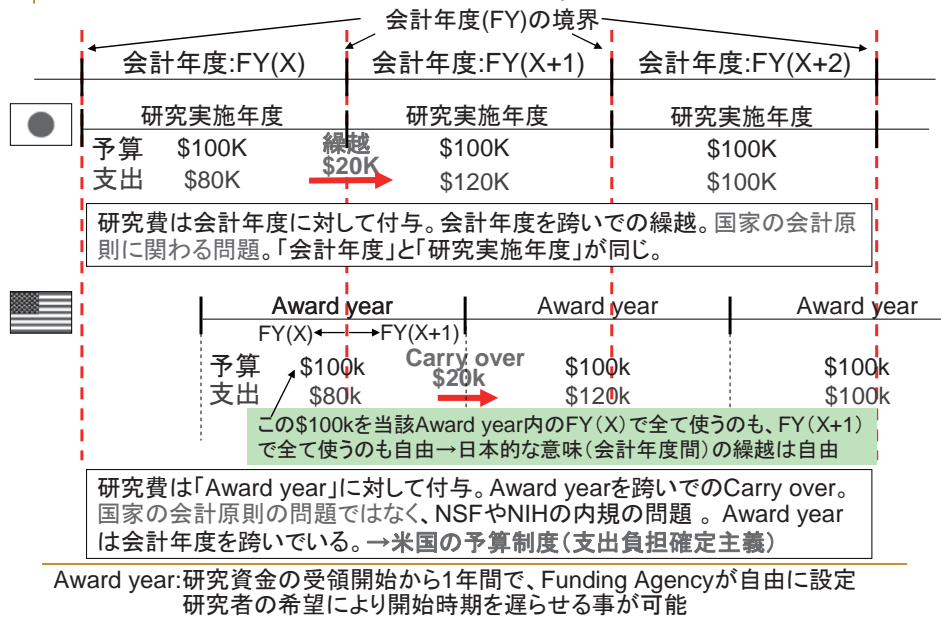 会計年度(FY)の境界
会計年度:FY(X) 会計年度:FY(X+1) 会計年度:FY(X+2)
研究実施年度 研究実施年度 研究実施年度
予算 $100K 繰越 $100K $100K
$20K
支出 $80K $120K $100K
研究費は会計年度に対して付与。会計年度を跨いでの繰越。国家の会計原
則に関わる問題。「会計年度」と「研究実施年度」が同じ。
Award year Award year Award year
FY(X) FY(X+1)
予算 $100k Carry over $100k $100k
$20k
支出 $80k $120k $100k
この$100kを当該Award year内のFY(X)で全て使うのも、FY(X+1)
で全て使うのも自由→日本的な意味(会計年度間)の繰越は自由
研究費は「Award year」に対して付与。Award yearを跨いでのCarry over。
国家の会計原則の問題ではなく、NSFやNIHの内規の問題 。Award year
は会計年度を跨いでいる。→米国の予算制度(支出負担確定主義)
Award year:研究資金の受領開始から1年間で、Funding Agencyが自由に設定
研究者の希望により開始時期を遅らせる事が可能